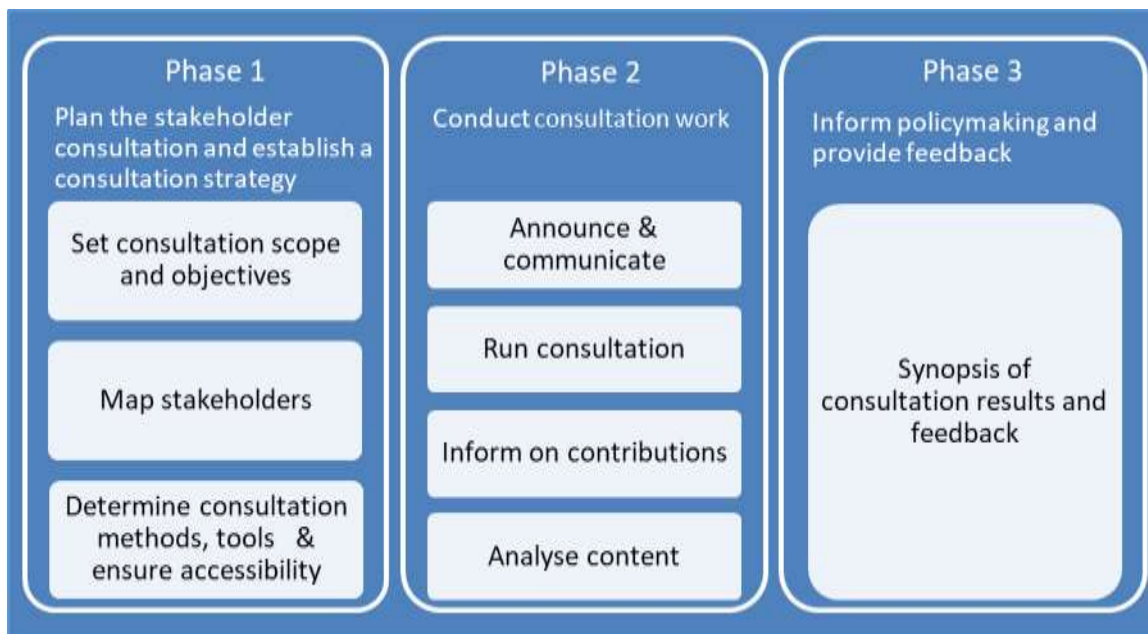 Phase 1
Plan the stakeholder
consultation and establish a
consultation strategy
Set consultation scope
and objectives
Map stakeholders
Determine consultation
methods, tools & 
ensure accessibility
Phase 2
Conduct consultation work
Announce &
communicate
Run consultation
Inform on contributions
Analyse content
Phase 3
Inform policymaking and
provide feedback
Synopsis of
consultation results and
feedback